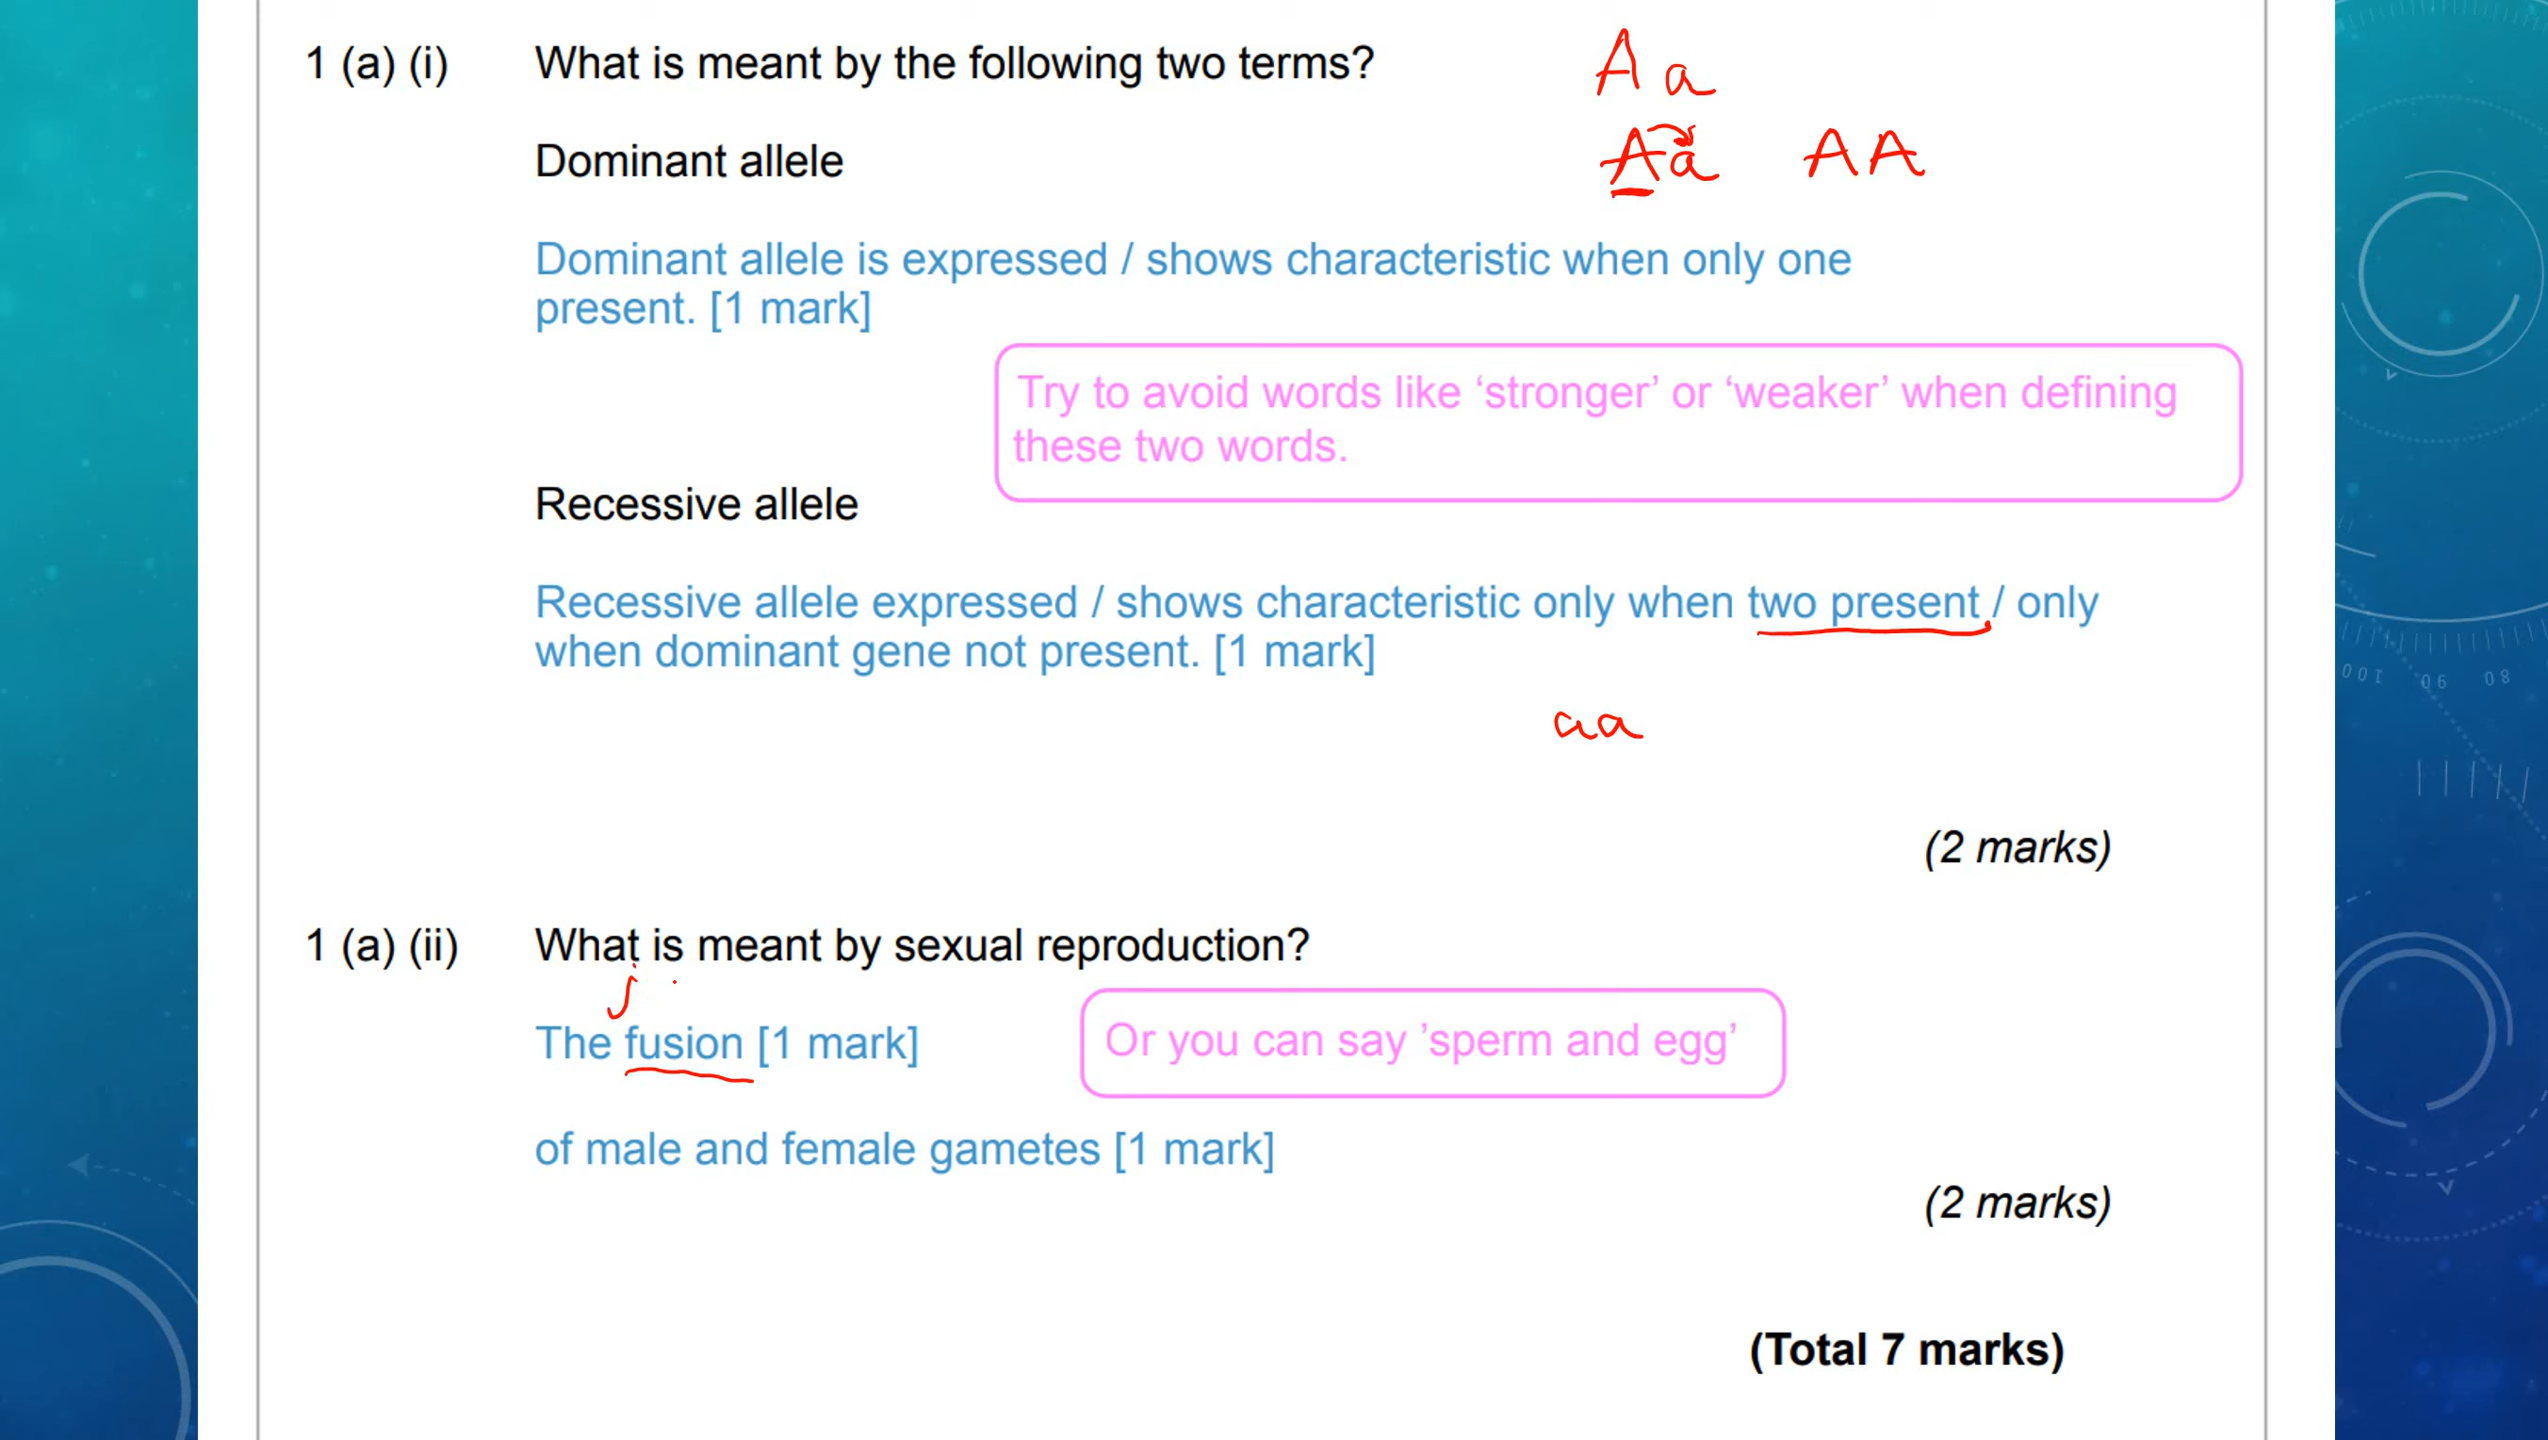 1 (a) (i) What is meant by the following two terms?
A a
Dominant allele
Aa AA
Dominant allele is expressed / shows characteristic when only one
present. [1 mark]
Try to avoid words like ‘stronger’ or ‘weaker’ when defining
these two words.
Recessive allele
Recessive allele expressed / shows characteristic only when two present / only
when dominant gene not present. [1 mark]
aa
(2 marks)
1 (a) (ii) What is meant by sexual reproduction?
The fusion [1 mark]
Or you can say ’sperm and egg’
of male and female gametes [1 mark]
(2 marks)
(Total 7 marks)